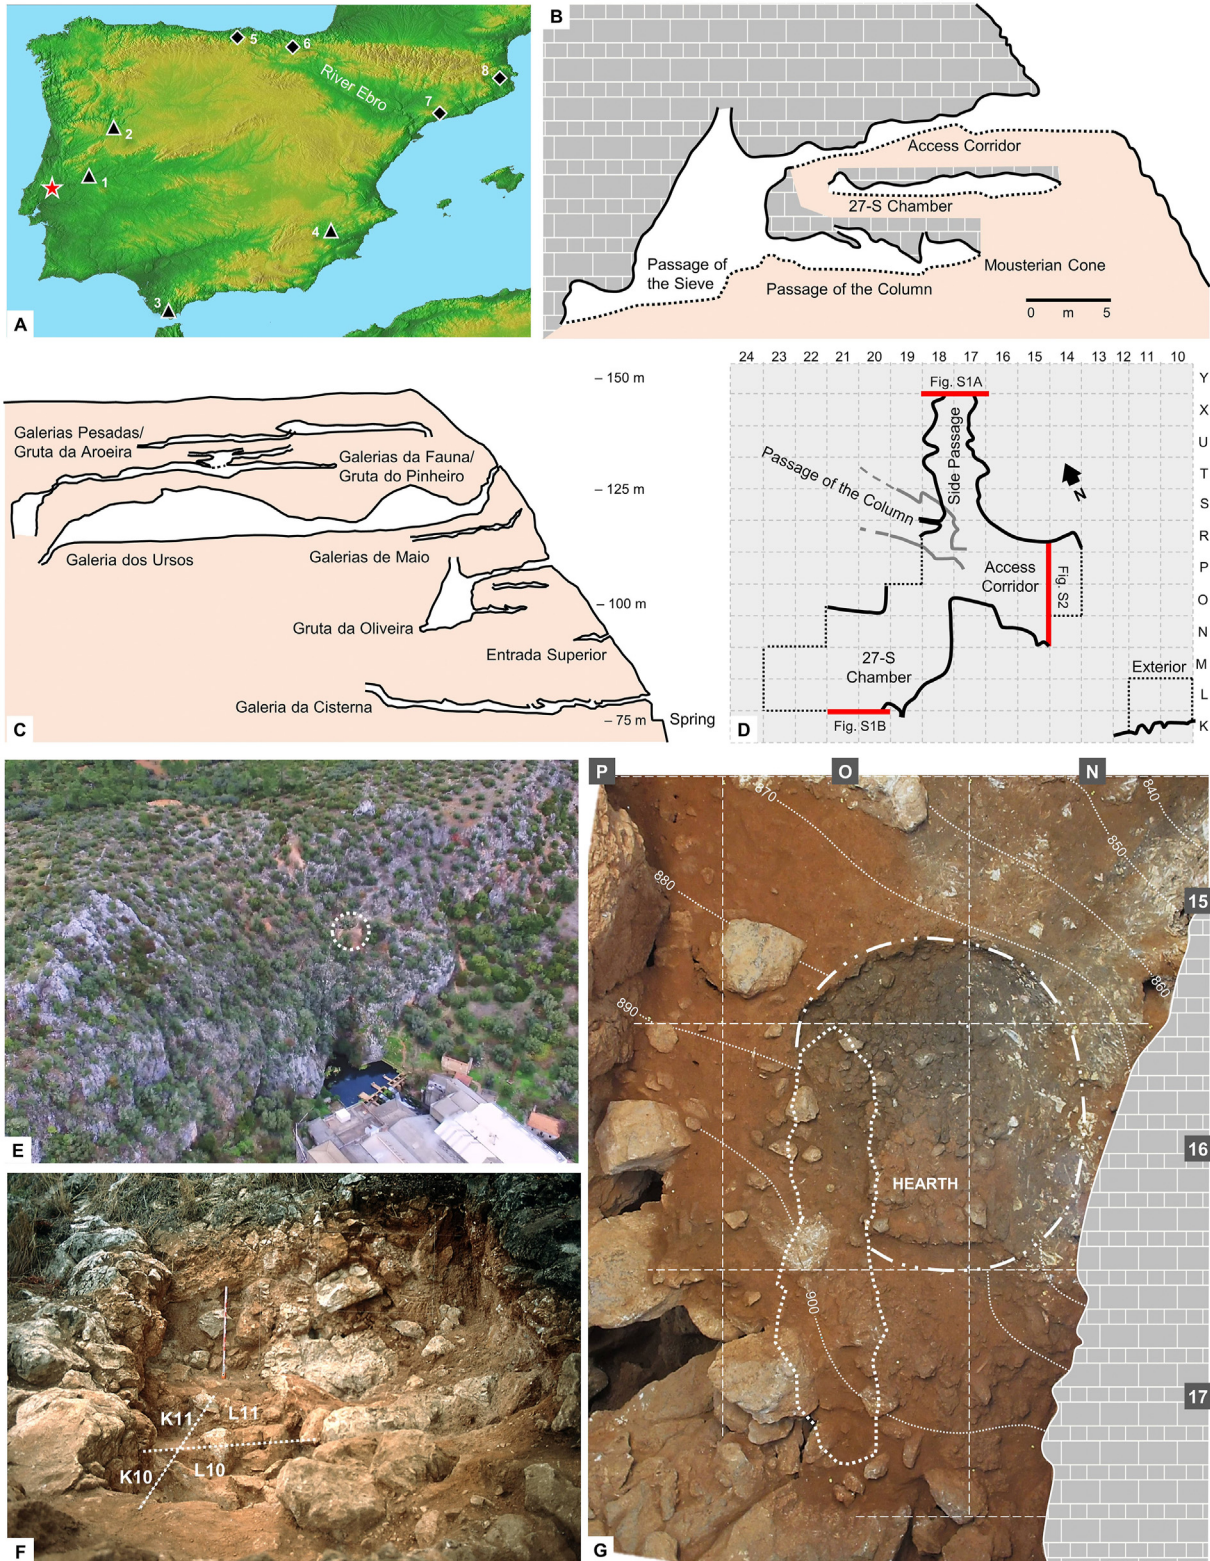 5
6
River Ebro
8
7
2
1
4
3
A
B
Access Corridor
27-S Chamber
Passage of
the Sieve
Mousterian Cone
Passage of the Column
0 m 5
– 150 m
Galerias Pesadas/
Gruta da Aroeira
Galerias da Fauna/
Gruta do Pinheiro
– 125 m
Galeria dos Ursos
Galerias de Maio
– 100 m
Gruta da Oliveira
Entrada Superior
Galeria da Cisterna
– 75 m
Spring
C
24 22 21 20 19 18 17 15 14 13 12 11 10
Y
X
U
T
S
R
P
O
N
M
L
K
Fig. S1A
Side Passage
Passage of the Column
N
Access
Corridor
Fig. S2
27-S
Chamber
Exterior
Fig. S1B
D
E
K11
L11
K10
L10
F
P
O
N
870
840
850
880
15
860
890
16
HEARTH
900
17
G